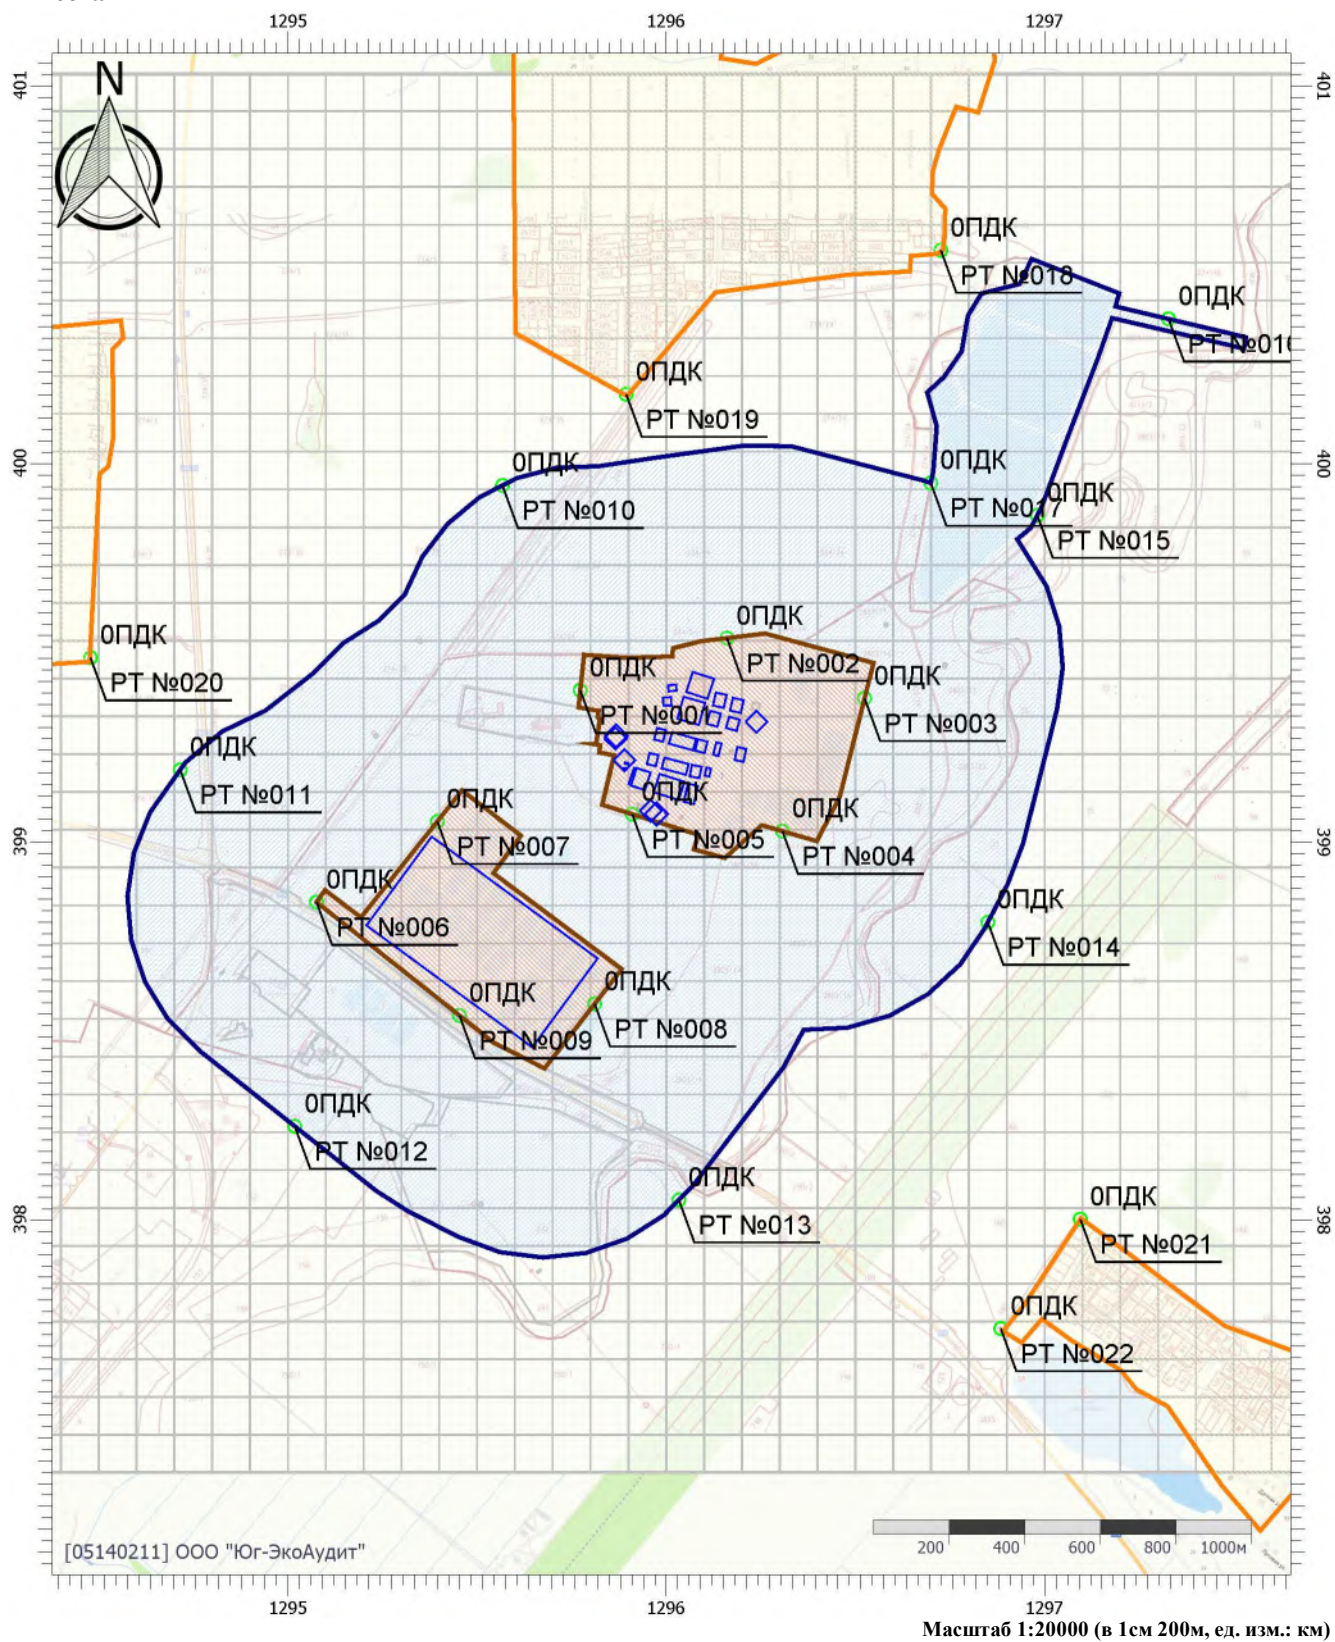 1295 1296 1297
401 401
N
0ПДК
РТ №018
0ПДК
РТ №016
0ПДК
РТ №019
400 400
0ПДК
РТ №010
0ПДК
РТ №017
0ПДК
РТ №015
0ПДК
РТ №020
0ПДК
РТ №002
0ПДК
РТ №001
0ПДК
РТ №003
0ПДК
РТ №011
0ПДК
РТ №005
0ПДК
РТ №004
0ПДК
РТ №007
399 399
0ПДК
РТ №006
0ПДК
РТ №014
0ПДК
РТ №009
0ПДК
РТ №008
0ПДК
РТ №012
0ПДК
РТ №013
398 398
0ПДК
РТ №021
0ПДК
РТ №022
200 400 600 800 1000м
[05140211] ООО "Юг-ЭкоАудит"
1295 1296 1297
Масштаб 1:20000 (в 1см 200м, ед. изм.: км)